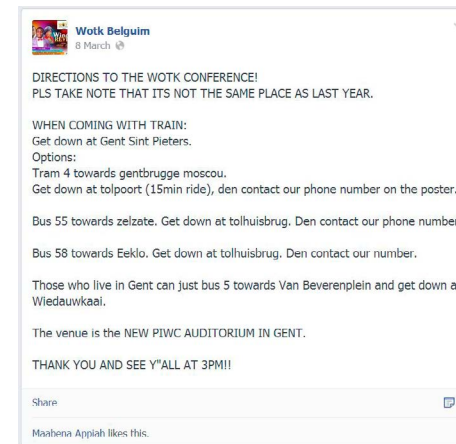 Wotk Belguim
8 March
DIRECTIONS TO THE WOTK CONFERENCE!
PLS TAKE NOTE THAT ITS NOT THE SAME PLACE AS LAST YEAR.
WHEN COMING WITH TRAIN:
Get down at Gent Sint Pieters.
Options:
Tram 4 towards gentbrugge moscou.
Get down at tolpoort (15min ride), den contact our phone number on the poster.
Bus 55 towards zelzate. Get down at tolhuisbrug. Den contact our phone number
Bus 58 towards Eeklo. Get down at tolhuisbrug. Den contact our number.
Those who live in Gent can just bus 5 towards Van Beverenplein and get down a
Wiedauwkaai.
The venue is the NEW PIWC AUDITORIUM IN GENT.
THANK YOU AND SEE Y"ALL AT 3PM!!
Share
Maabena Appiah likes this.